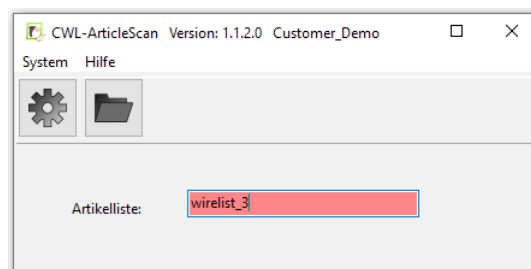 CWL-ArticleScan Version: 1.1.2.0 Customer_Demo
System Hilfe
Artikelliste: wirelist_3